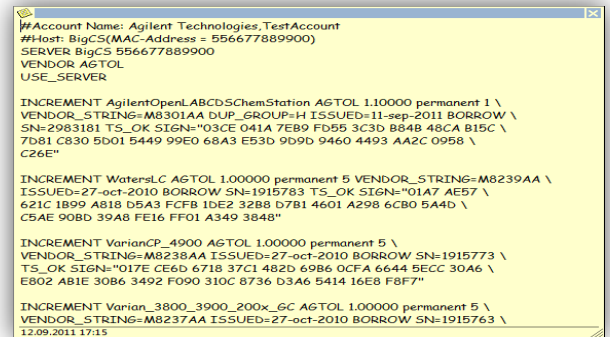 #Account Name: Agilent Technologies,TestAccount
#Host: BigCS(MAC-Address = 556677889900)
SERVER BigCS 556677889900
VENDOR AGTOL
USE_SERVER
INCREMENT AgilentOpenLABCDSChemStation AGTOL 1.10000 permanent 1 \
VENDOR_STRING=M8301AA DUP_GROUP=H ISSUED=11-sep-2011 BORROW \
SN=2983181 TS_OK SIGN="03CE 041A 7EB9 FD55 3C3D B84B 48CA B15C \
7D81 C830 5D01 5449 99E0 68A3 E53D 9D9D 9460 4493 AA2C 0958 \
C26E"
INCREMENT WatersLC AGTOL 1.00000 permanent 5 VENDOR_STRING=M8239AA \
ISSUED=27-oct-2010 BORROW SN=1915783 TS_OK SIGN="01A7 AE57 \
621C 1B99 A818 D5A3 FCFB 1DE2 32B8 D7B1 4601 A298 6CB0 5A4D \
C5AE 90BD 39A8 FE16 FF01 A349 3848"
INCREMENT VarianCP_4900 AGTOL 1.00000 permanent 5 \
VENDOR_STRING=M8238AA ISSUED=27-oct-2010 BORROW SN=1915773 \
TS_OK SIGN="017E CE6D 6718 37C1 482D 69B6 0CFA 6644 5ECC 30A6 \
E802 AB1E 30B6 3492 F090 310C 8736 D3A6 5414 16E8 F8F7"
INCREMENT Varian_3800_3900_200x_GC AGTOL 1.00000 permanent 5 \
VENDOR_STRING=M8237AA ISSUED=27-oct-2010 BORROW SN=1915763 \
12.09.2011 17:15